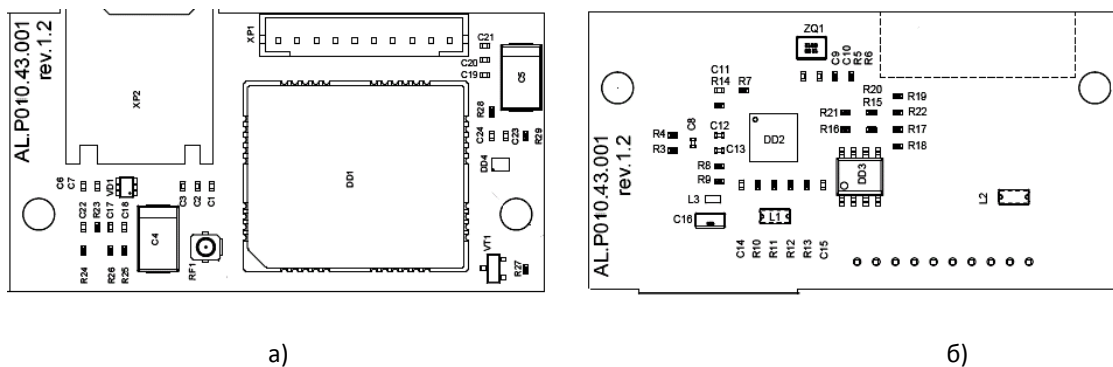 AL.P010.43.001
rev.1.2
XP2
XP1
C21
C20
C19
C5
R28
C24
C23
R29
DD4
DD1
C6
C7
VD1
C3
C2
C1
C22
R23
C17
C18
C4
RF1
R24
R26
R25
VT1
R27
а)
AL.P010.43.001
rev.1.2
ZQ1
C9
C10
R5
R6
C11
R14
R7
R20
R15
R19
R21
R22
R16
R17
R18
R4
R3
C8
C12
C13
DD2
DD3
R8
R9
L3
C16
L1
L2
C14
R10
R11
R12
R13
C15
б)